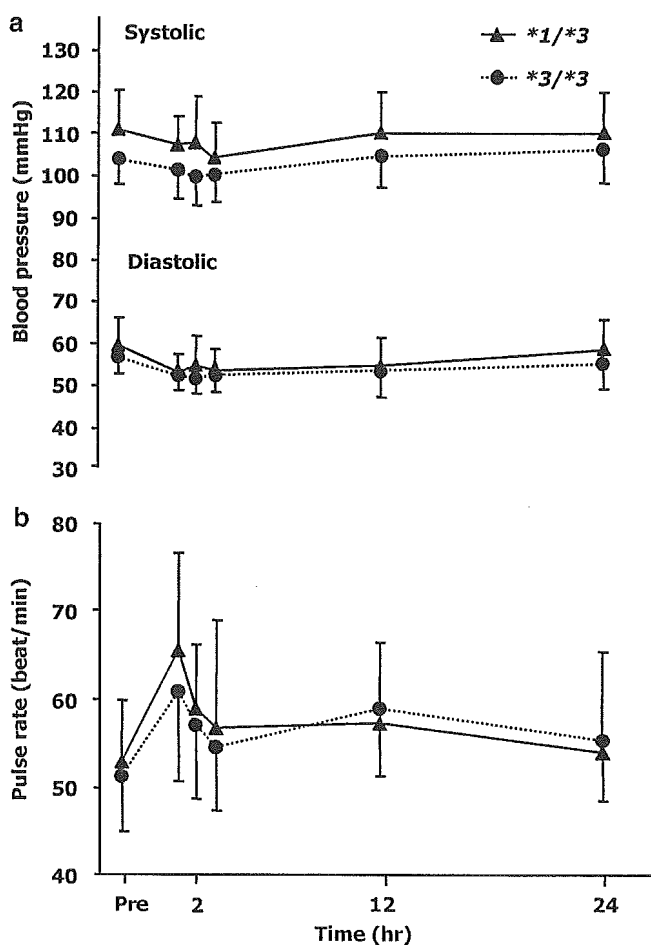 a
Systolic
*1/*3
*3/*3
130
120
110
100
90
80
70
60
50
40
30
Diastolic
Blood pressure (mmHg)
b
80
70
60
50
40
Pulse rate (beat/min)
Pre 2 12 24
Time (hr)